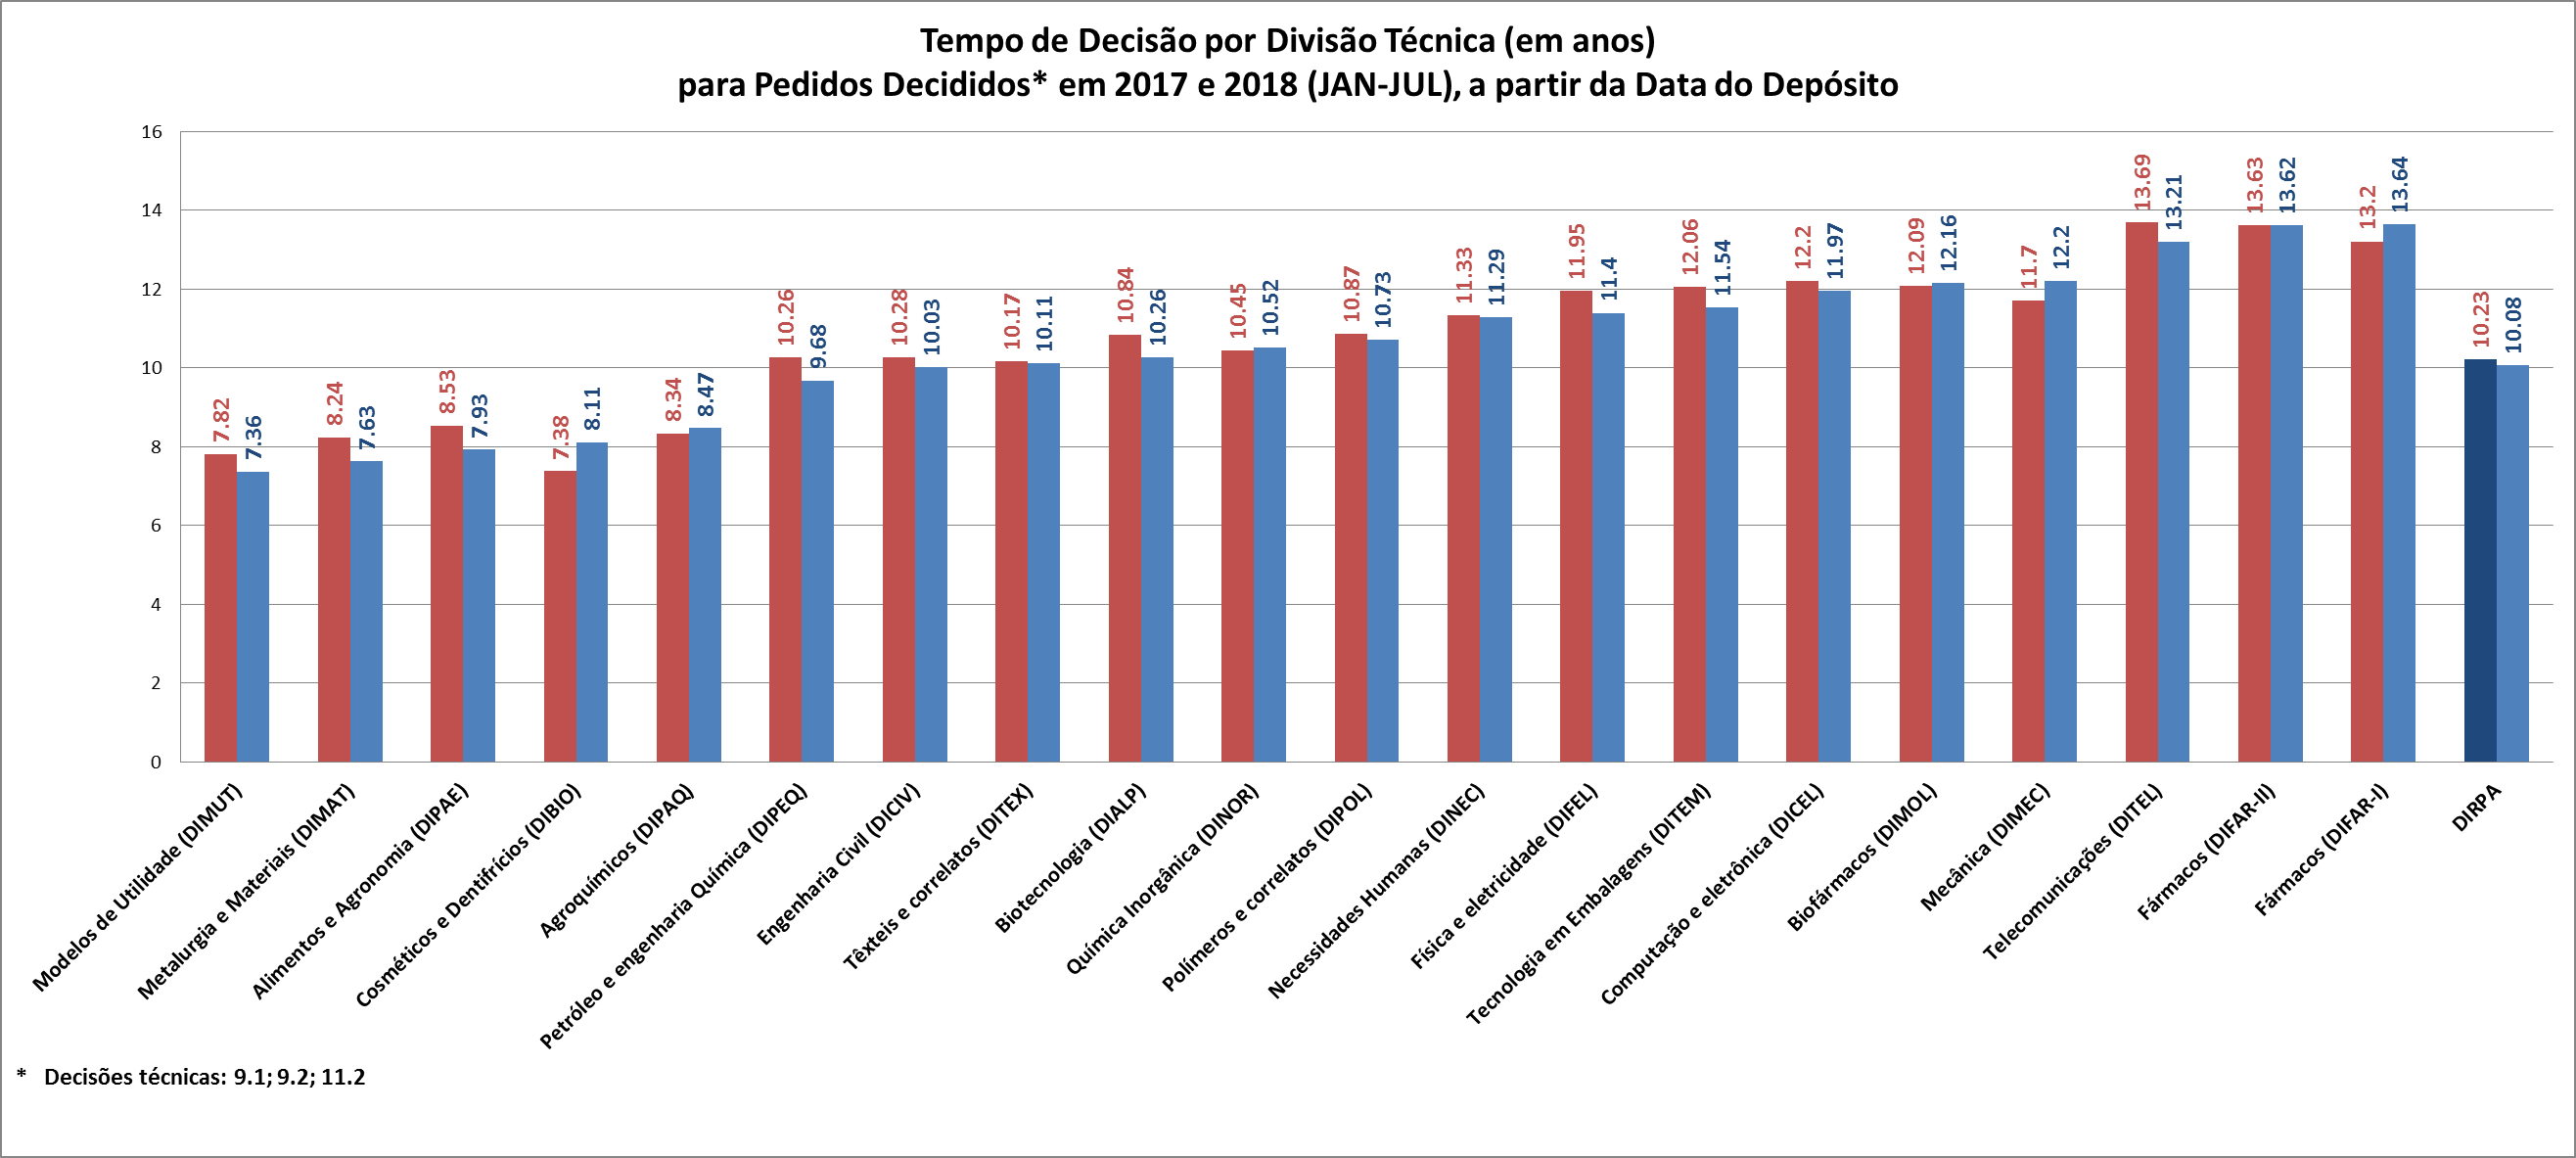 Tempo de Decisão por Divisão Técnica (em anos)
para Pedidos Decididos* em 2017 e 2018 (JAN-JUL), a partir da Data do Depósito
16
14
12
10
8
6
4
2
0
7.82
7.36
8.24
7.63
8.53
7.93
7.38
8.11
8.34
8.47
10.26
9.68
10.28
10.03
10.17
10.11
10.84
10.26
10.45
10.52
10.87
10.73
11.33
11.29
11.95
11.4
12.06
11.54
12.2
11.97
12.09
12.16
11.7
12.2
13.69
13.21
13.63
13.62
13.2
13.64
10.23
10.08
Modelos de Utilidade (DIMUT)
Metalurgia e Materiais (DIMAT)
Alimentos e Agronomia (DIPAE)
Cosméticos e Dentifrícios (DIBIO)
Agroquímicos (DIPAQ)
Petróleo e engenharia Química (DIPEQ)
Engenharia Civil (DICIV)
Têxteis e correlatos (DITEX)
Biotecnologia (DIALP)
Química Inorgânica (DINOR)
Polímeros e correlatos (DIPOL)
Necessidades Humanas (DINEC)
Física e eletricidade (DIFEL)
Tecnologia em Embalagens (DITEM)
Computação e eletrônica (DICEL)
Biofármacos (DIMOL)
Mecânica (DIMEC)
Telecomunicações (DITEL)
Fármacos (DIFAR-II)
Fármacos (DIFAR-I)
DIRPA
* Decisões técnicas: 9.1; 9.2; 11.2